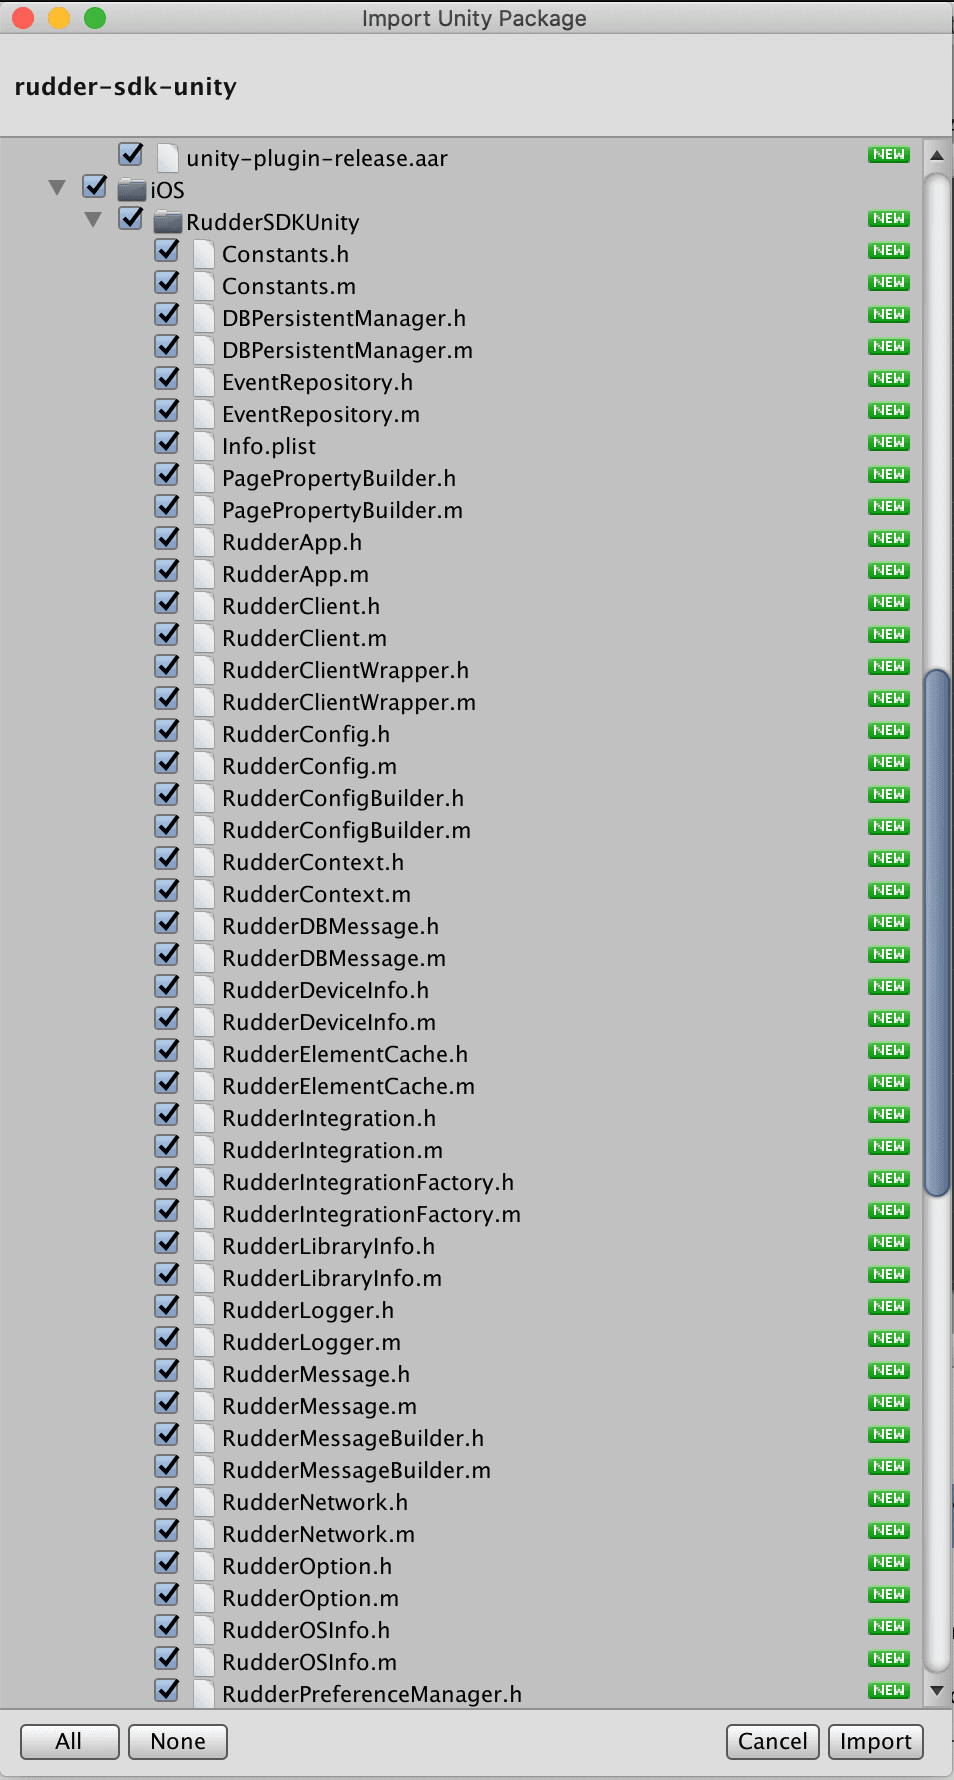 Import Unity Package
rudder-sdk-unity
unity-plugin-release.aar NEW
iOS
RudderSDKUnity NEW
Constants.h NEW
Constants.m NEW
DBPersistentManager.h NEW
DBPersistentManager.m NEW
EventRepository.h NEW
EventRepository.m NEW
Info.plist NEW
PagePropertyBuilder.h NEW
PagePropertyBuilder.m NEW
RudderApp.h NEW
RudderApp.m NEW
RudderClient.h NEW
RudderClient.m NEW
RudderClientWrapper.h NEW
RudderClientWrapper.m NEW
RudderConfig.h NEW
RudderConfig.m NEW
RudderConfigBuilder.h NEW
RudderConfigBuilder.m NEW
RudderContext.h NEW
RudderContext.m NEW
RudderDBMessage.h NEW
RudderDBMessage.m NEW
RudderDeviceInfo.h NEW
RudderDeviceInfo.m NEW
RudderElementCache.h NEW
RudderElementCache.m NEW
RudderIntegration.h NEW
RudderIntegration.m NEW
RudderIntegrationFactory.h NEW
RudderIntegrationFactory.m NEW
RudderLibraryInfo.h NEW
RudderLibraryInfo.m NEW
RudderLogger.h NEW
RudderLogger.m NEW
RudderMessage.h NEW
RudderMessage.m NEW
RudderMessageBuilder.h NEW
RudderMessageBuilder.m NEW
RudderNetwork.h NEW
RudderNetwork.m NEW
RudderOption.h NEW
RudderOption.m NEW
RudderOSInfo.h NEW
RudderOSInfo.m NEW
RudderPreferenceManager.h NEW
All None Cancel Import